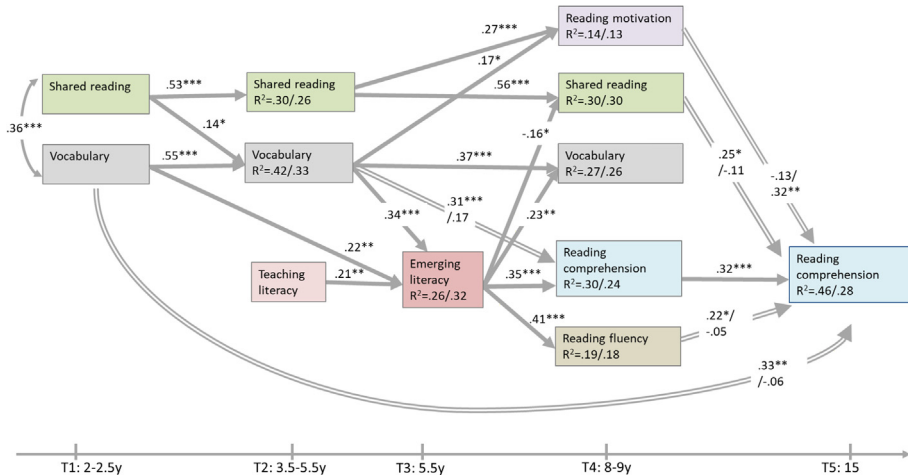 Reading motivation
R²=.14/.13
.27***
.17*
Shared reading
.53***
Shared reading
R²=.30/.26
.56***
Shared reading
R²=.30/.30
.36***
.14*
-.16*
.25*
/-.11
-.13/
.32**
Vocabulary
.55***
Vocabulary
R²=.42/.33
.37***
Vocabulary
R²=.27/.26
.31***
/.17
.34***
.23**
.22**
Teaching
literacy
.21**
Emerging
literacy
R²=.26/.32
.35***
Reading
comprehension
R²=.30/.24
.32***
Reading
comprehension
R²=.46/.28
.41***
Reading fluency
R²=.19/.18
.22*/
-.05
.33**
/-.06
T1: 2-2.5y
T2: 3.5-5.5y
T3: 5.5y
T4: 8-9y
T5: 15